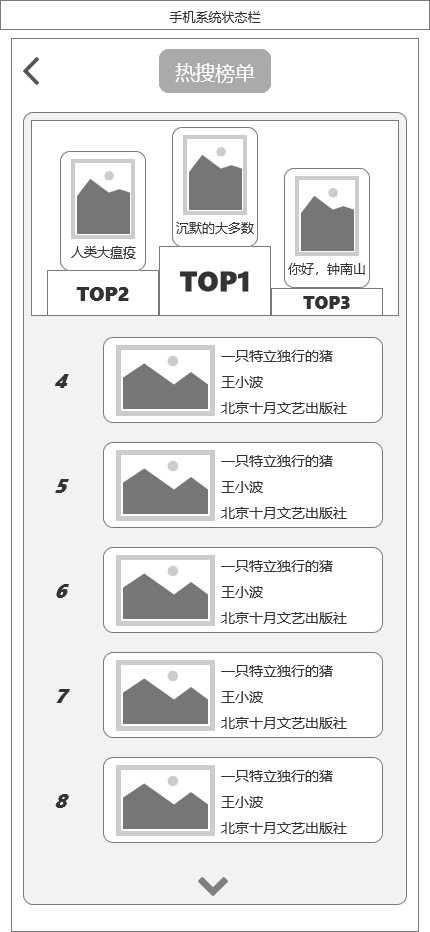 手机系统状态栏
热搜榜单
人类大瘟疫
沉默的大多数
你好，钟南山
TOP2
TOP1
TOP3
4
一只特立独行的猪
王小波
北京十月文艺出版社
5
一只特立独行的猪
王小波
北京十月文艺出版社
6
一只特立独行的猪
王小波
北京十月文艺出版社
7
一只特立独行的猪
王小波
北京十月文艺出版社
8
一只特立独行的猪
王小波
北京十月文艺出版社